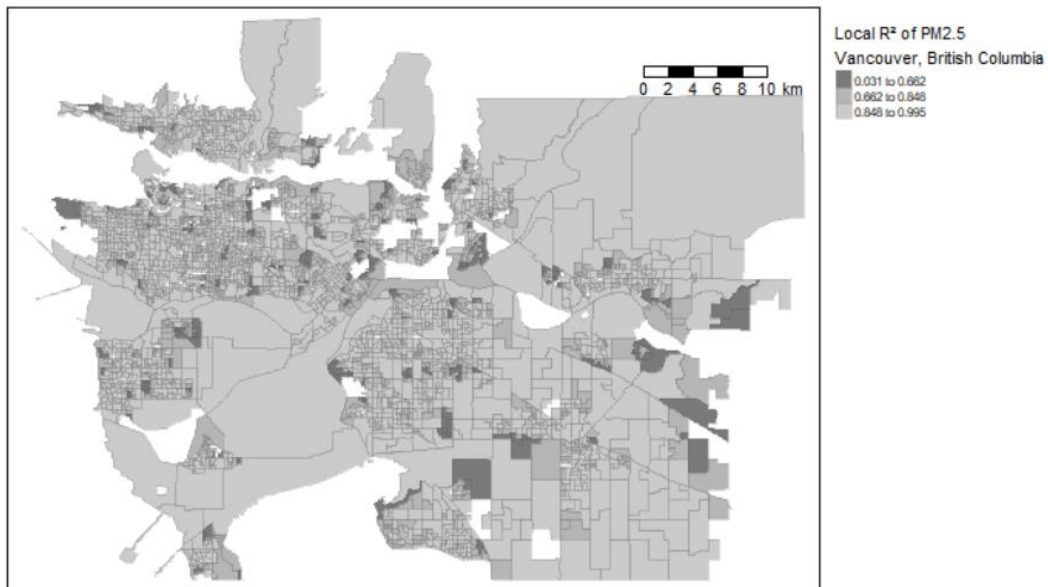 Local R² of PM2.5
Vancouver, British Columbia
0.031 to 0.662
0.662 to 0.848
0.848 to 0.995
0 2 4 6 8 10 km